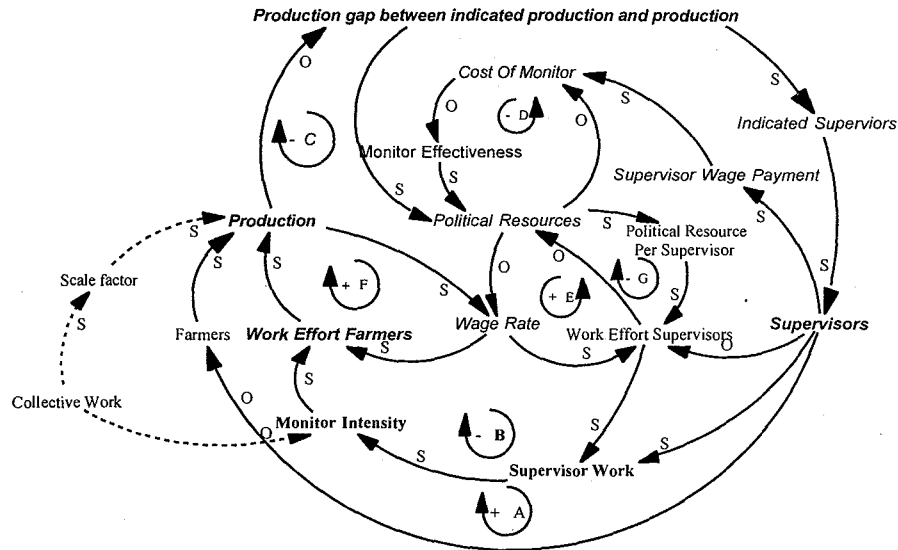 Production gap between indicated production and production
O
S
Cost Of Monitor
S
O
- D
O
Indicated Superviors
- C
Monitor Effectiveness
S
S
Supervisor Wage Payment
S
Production
S
Political Resources
S
Political Resource
Per Supervisor
S
O
O
- G
S
Scale factor
S
S
+ F
S
+ E
S
S
Farmers
Work Effort Farmers
Wage Rate
Work Effort Supervisors
Supervisors
S
S
O
S
O
Collective Work
Monitor Intensity
O
- B
S
S
S
Supervisor Work
+ A